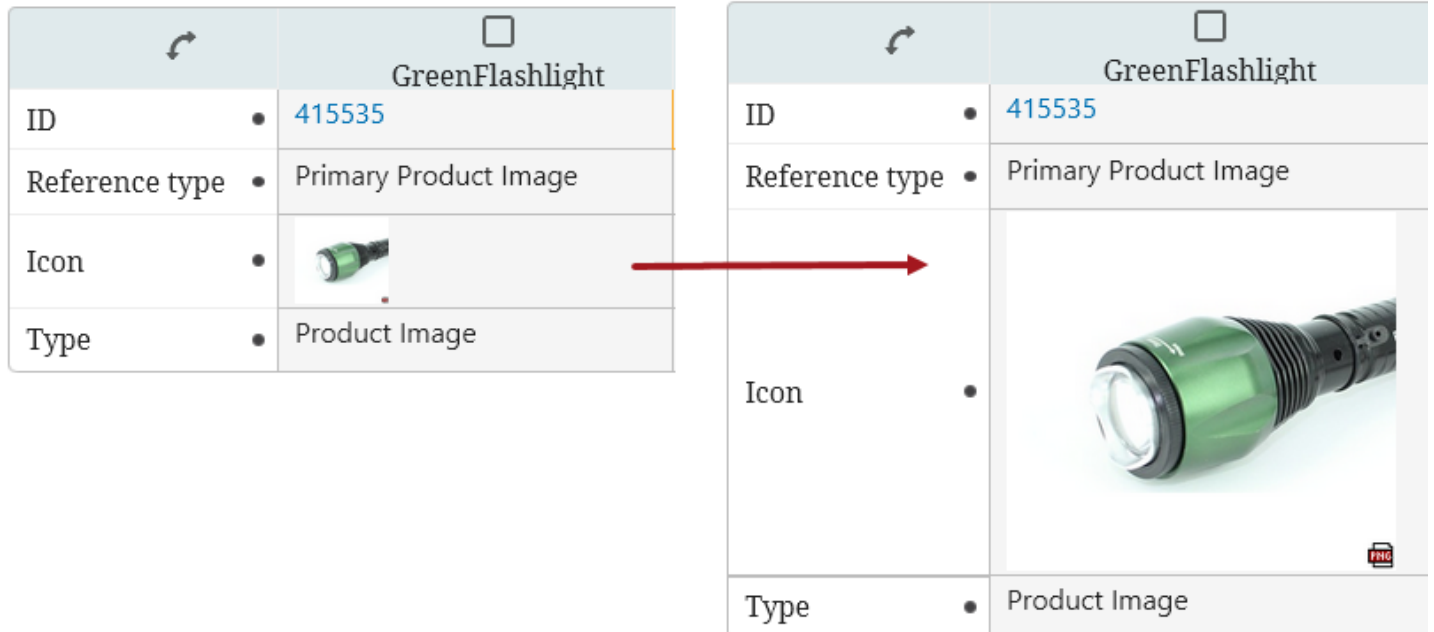 GreenFlashlight
ID 415535
Reference type Primary Product Image
Icon
Type Product Image
GreenFlashlight
ID 415535
Reference type Primary Product Image
Icon
PNG
Type Product Image